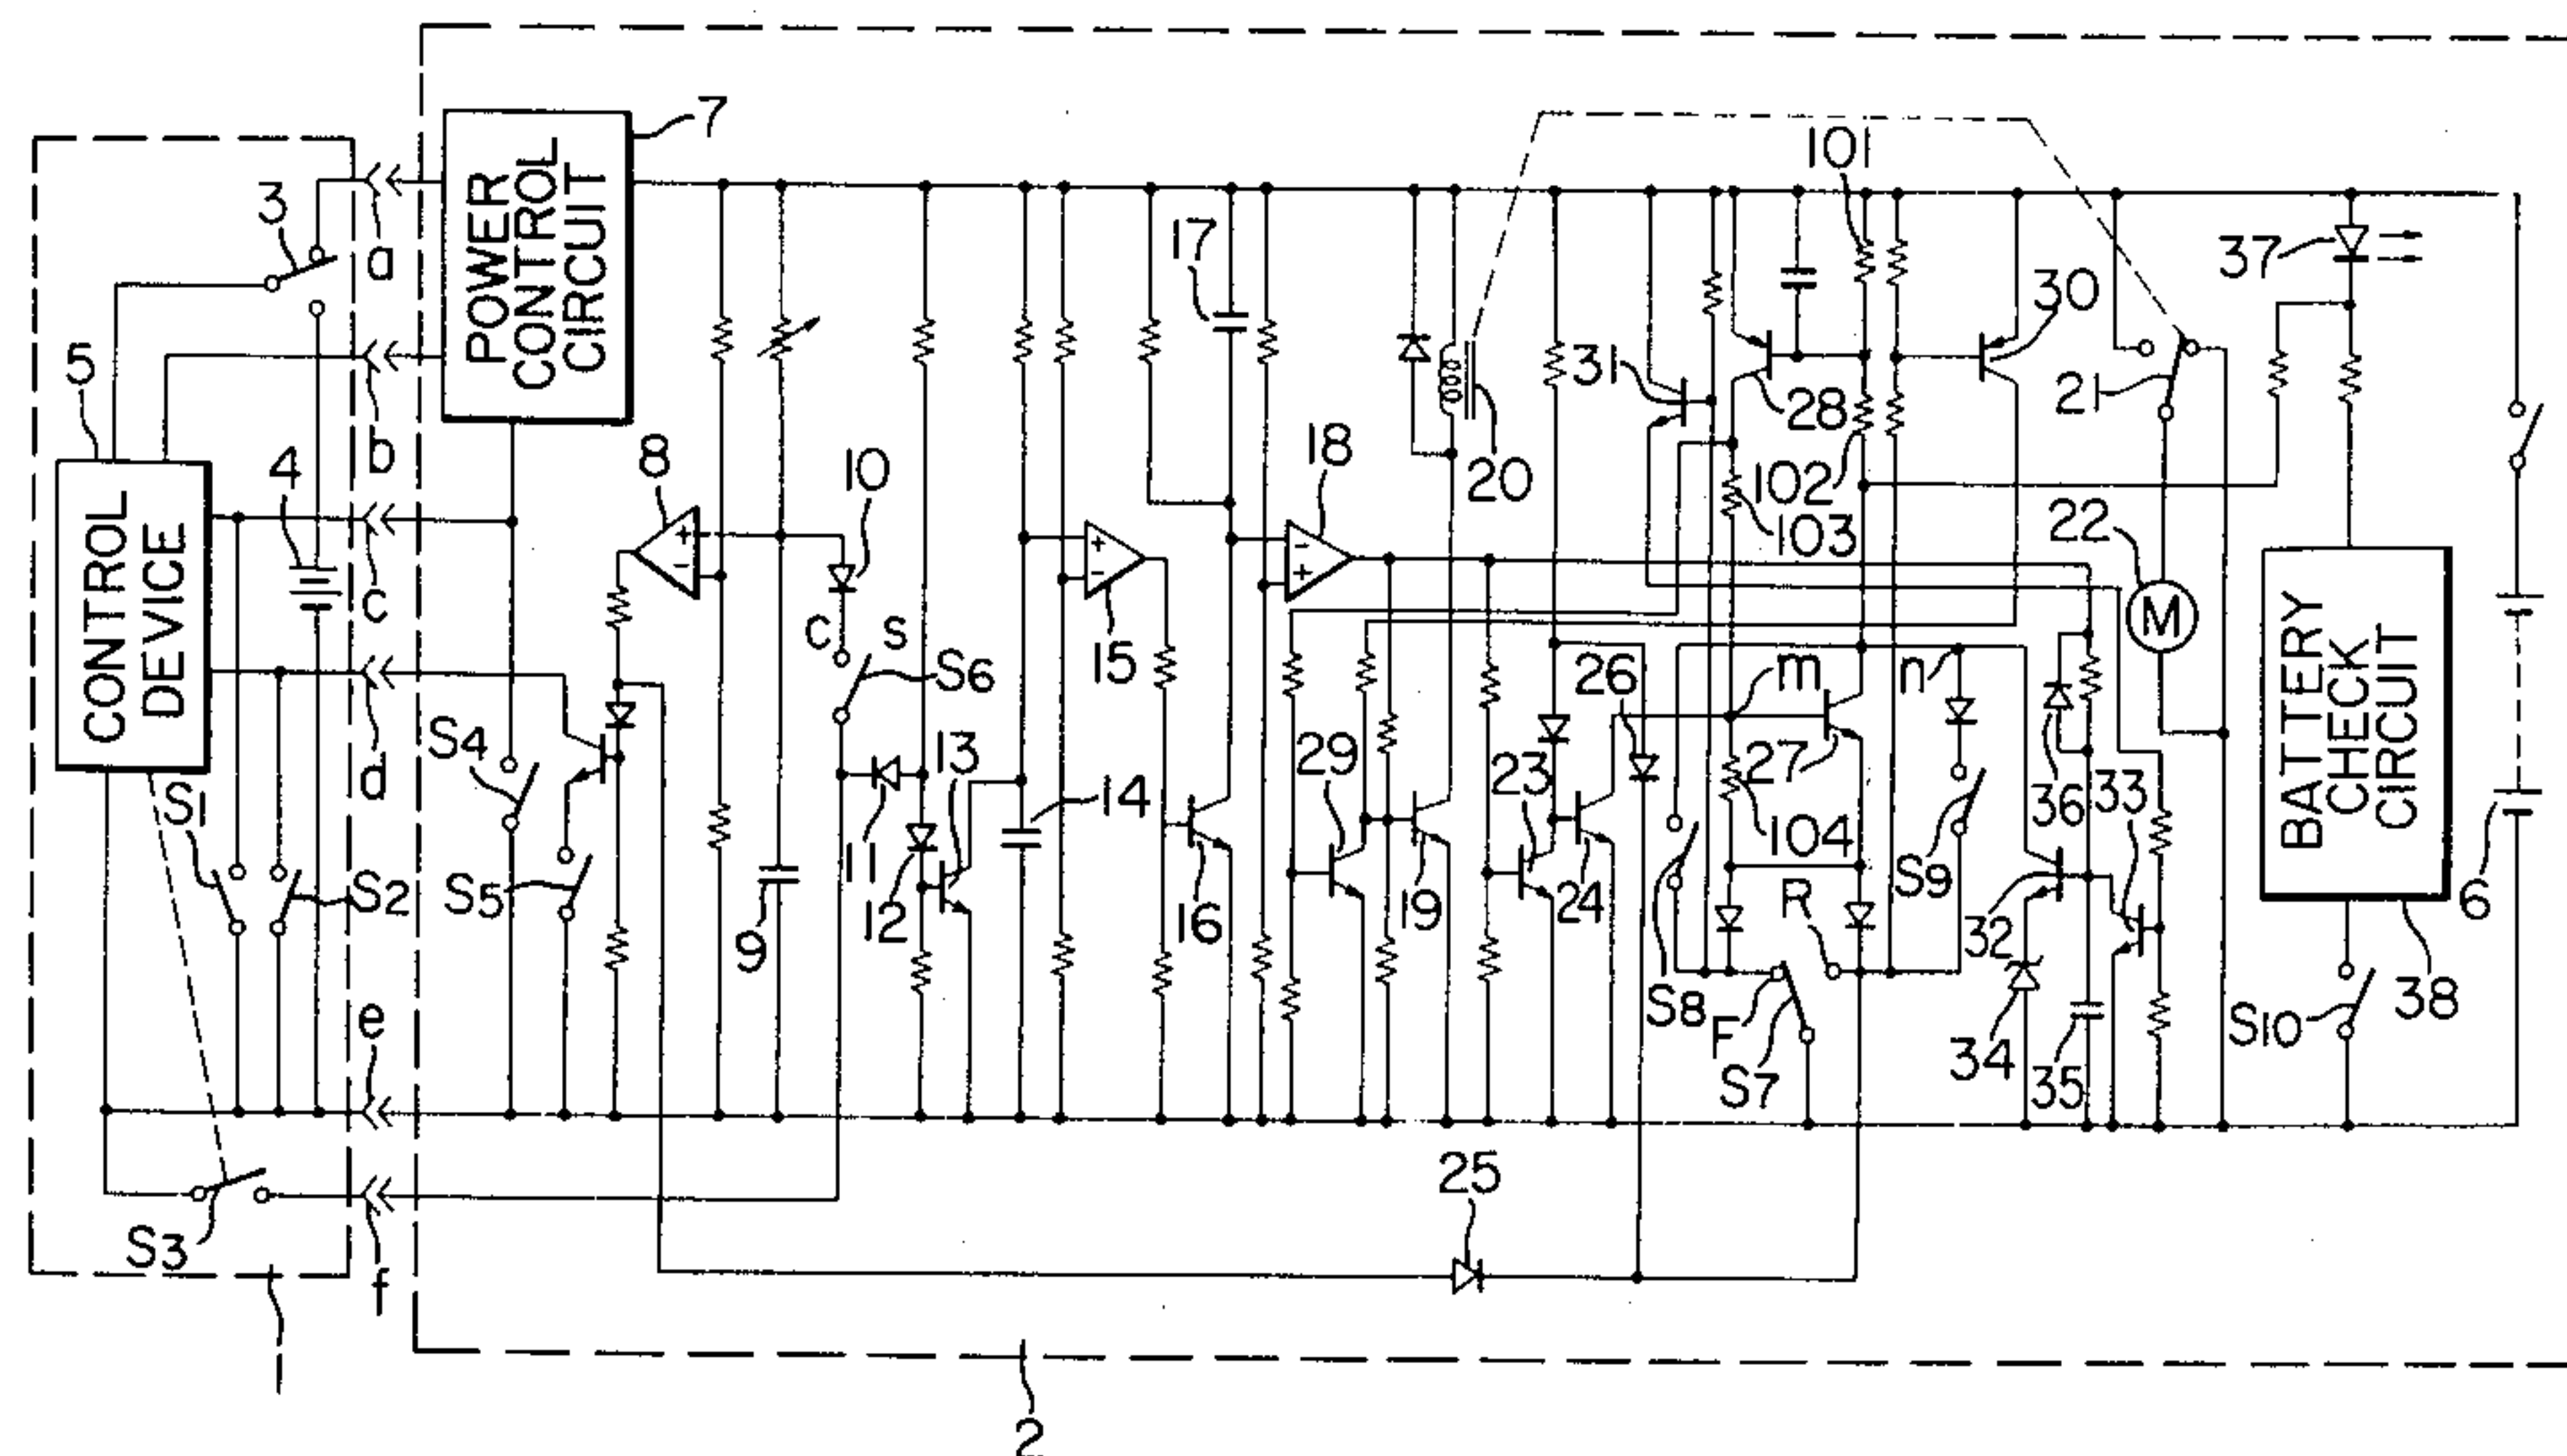 POWER
CONTROL
CIRCUIT
7
3
a
5
b
4
c
CONTROL
DEVICE
d
S1
S2
e
S3
f
1
2
S4
S5
8
9
10
c s
S6
11
12
13
14
15
16
17
18
19
20
29
23
24
25
26
27
m
31
28
101
102
103
104
30
n
S8
F
S7
R
S9
32
33
34
35
36
21
22
M
37
BATTERY
CHECK
CIRCUIT
38
S10
6
+
-
+
-
-
+